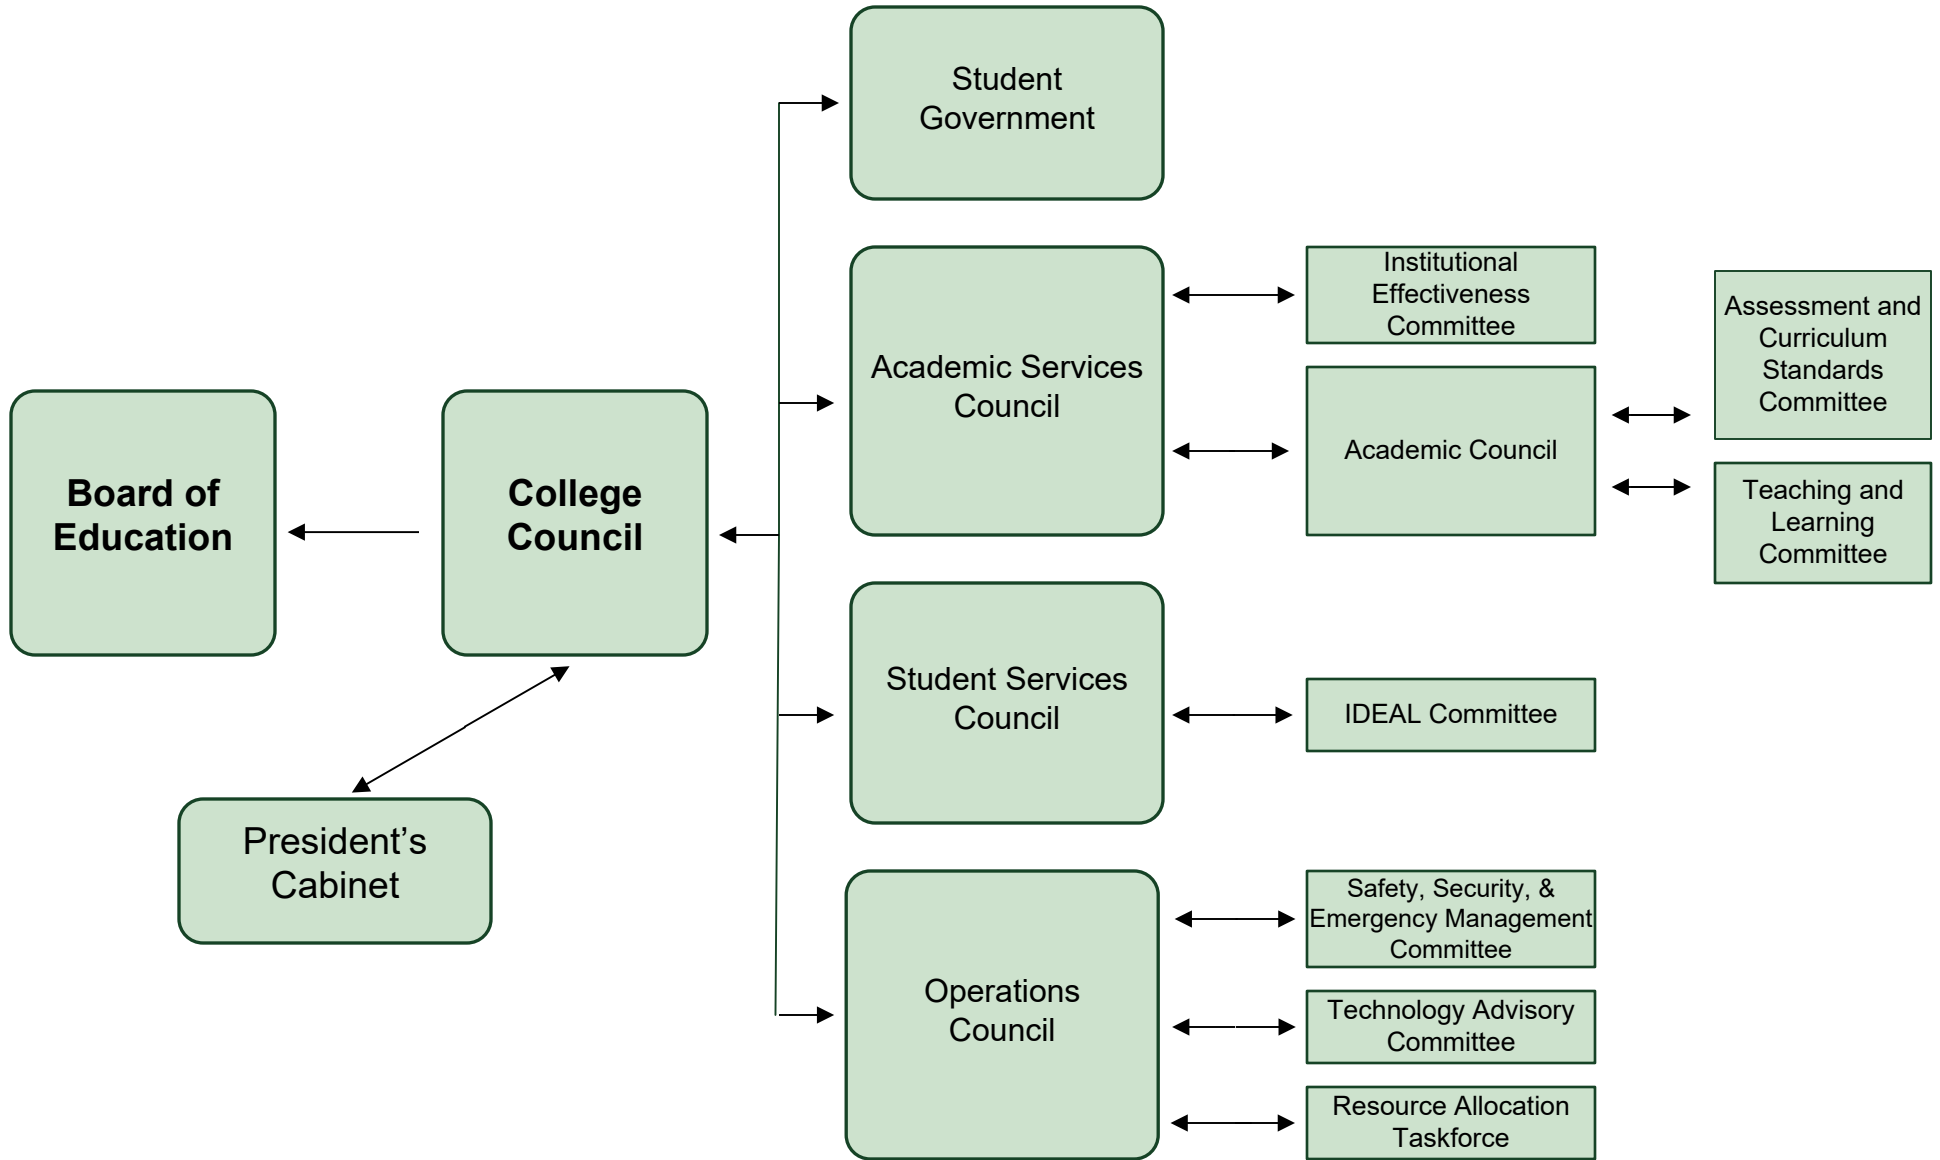 Student
Government
Academic Services
Council
Institutional
Effectiveness
Committee
Academic Council
Assessment and
Curriculum
Standards
Committee
Teaching and
Learning
Committee
Board of
Education
College
Council
Student Services
Council
IDEAL Committee
President’s
Cabinet
Operations
Council
Safety, Security, &
Emergency Management
Committee
Technology Advisory
Committee
Resource Allocation
Taskforce